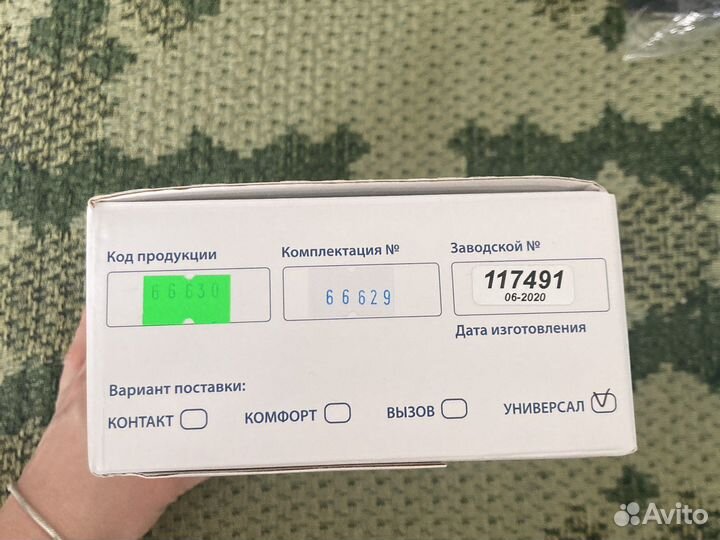 Код продукции
Комплектация №
Заводской №
66630
66629
117491
06-2020
Дата изготовления
Вариант поставки:
КОНТАКТ
КОМФОРТ
ВЫЗОВ
УНИВЕРСАЛ
Avito